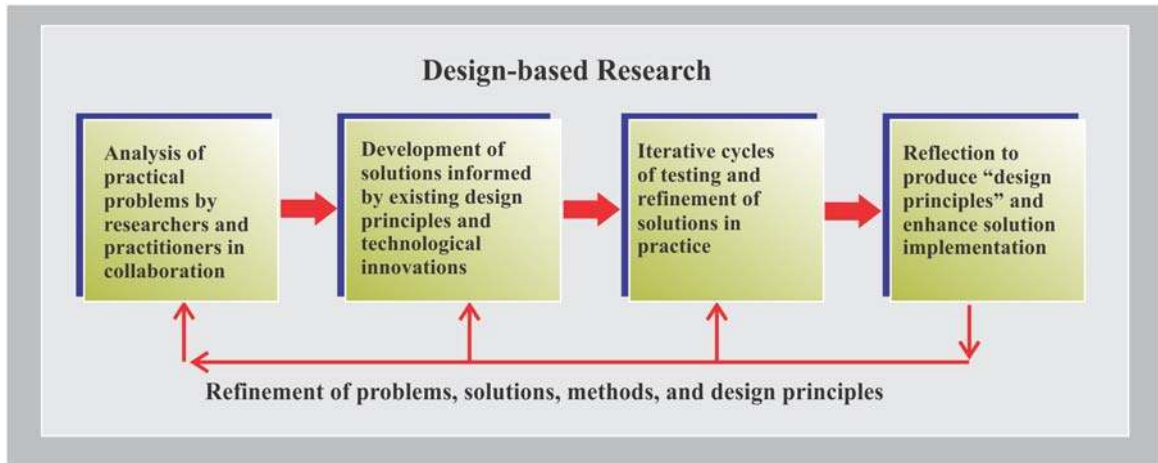 Design-based Research
Analysis of
practical
problems by
researchers and
practitioners in
collaboration
Development of
solutions informed
by existing design
principles and
technological
innovations
Iterative cycles
of testing and
refinement of
solutions in
practice
Reflection to
produce “design
principles” and
enhance solution
implementation
Refinement of problems, solutions, methods, and design principles